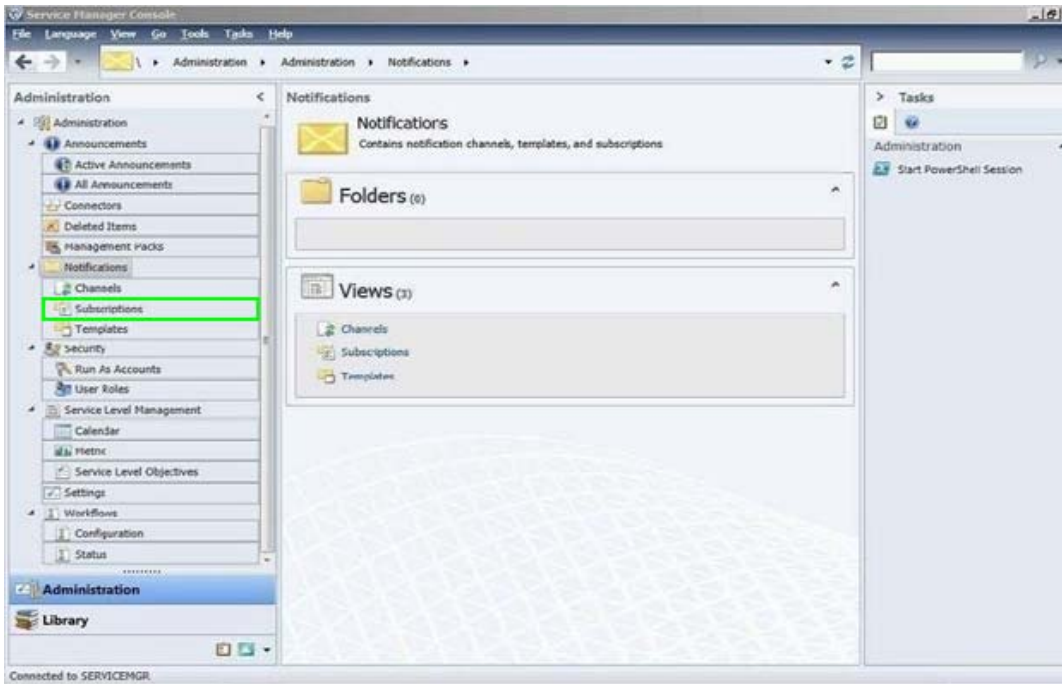 Service Manager Console
File Language View Go Tools Tasks Help
\ Administration Administration Notifications
Administration
Administration
Announcements
Active Announcements
All Announcements
Connectors
Deleted Items
Management Packs
Notifications
Channels
Subscriptions
Templates
Security
Run As Accounts
User Roles
Service Level Management
Calendar
Metric
Service Level Objectives
Settings
Workflows
Configuration
Status
Administration
Library
Connected to SERVICEMGR
Notifications
Notifications
Contains notification channels, templates, and subscriptions
Folders (0)
Views (3)
Channels
Subscriptions
Templates
Tasks
Administration
Start PowerShell Session